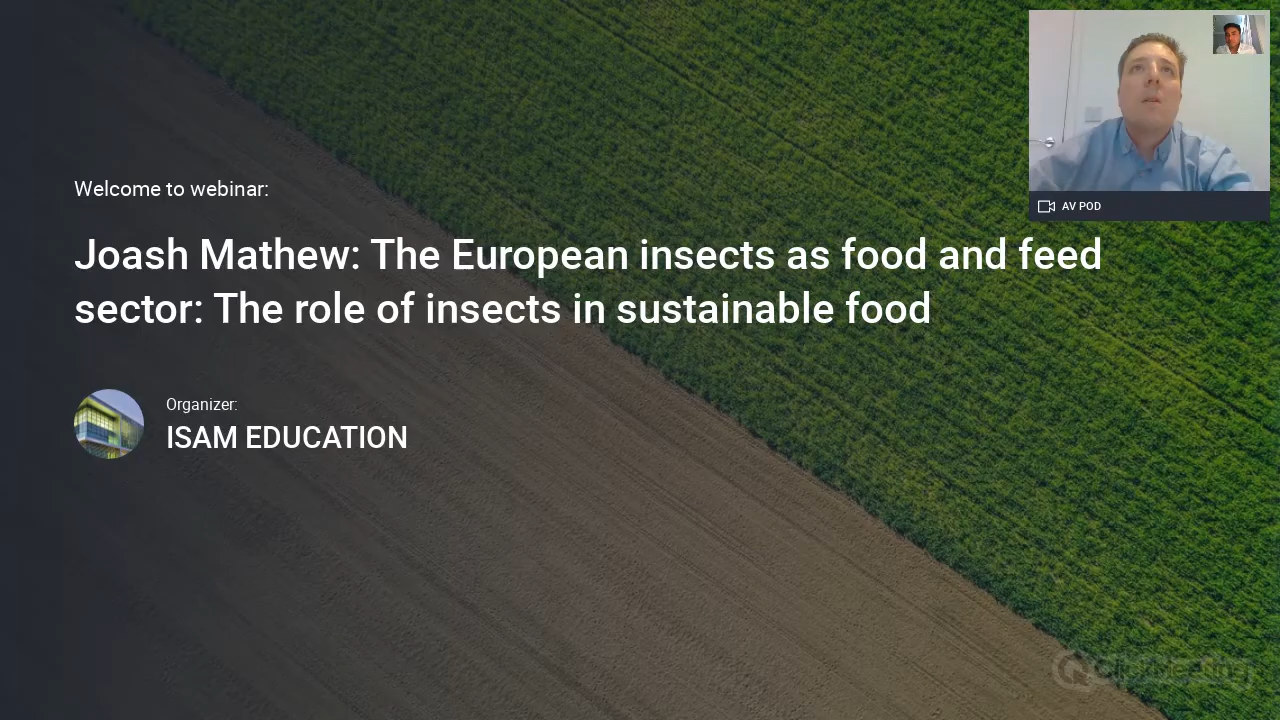 Welcome to webinar:
Joash Mathew: The European insects as food and feed
sector: The role of insects in sustainable food
Organizer:
ISAM EDUCATION
AV POD
ClickMeeting